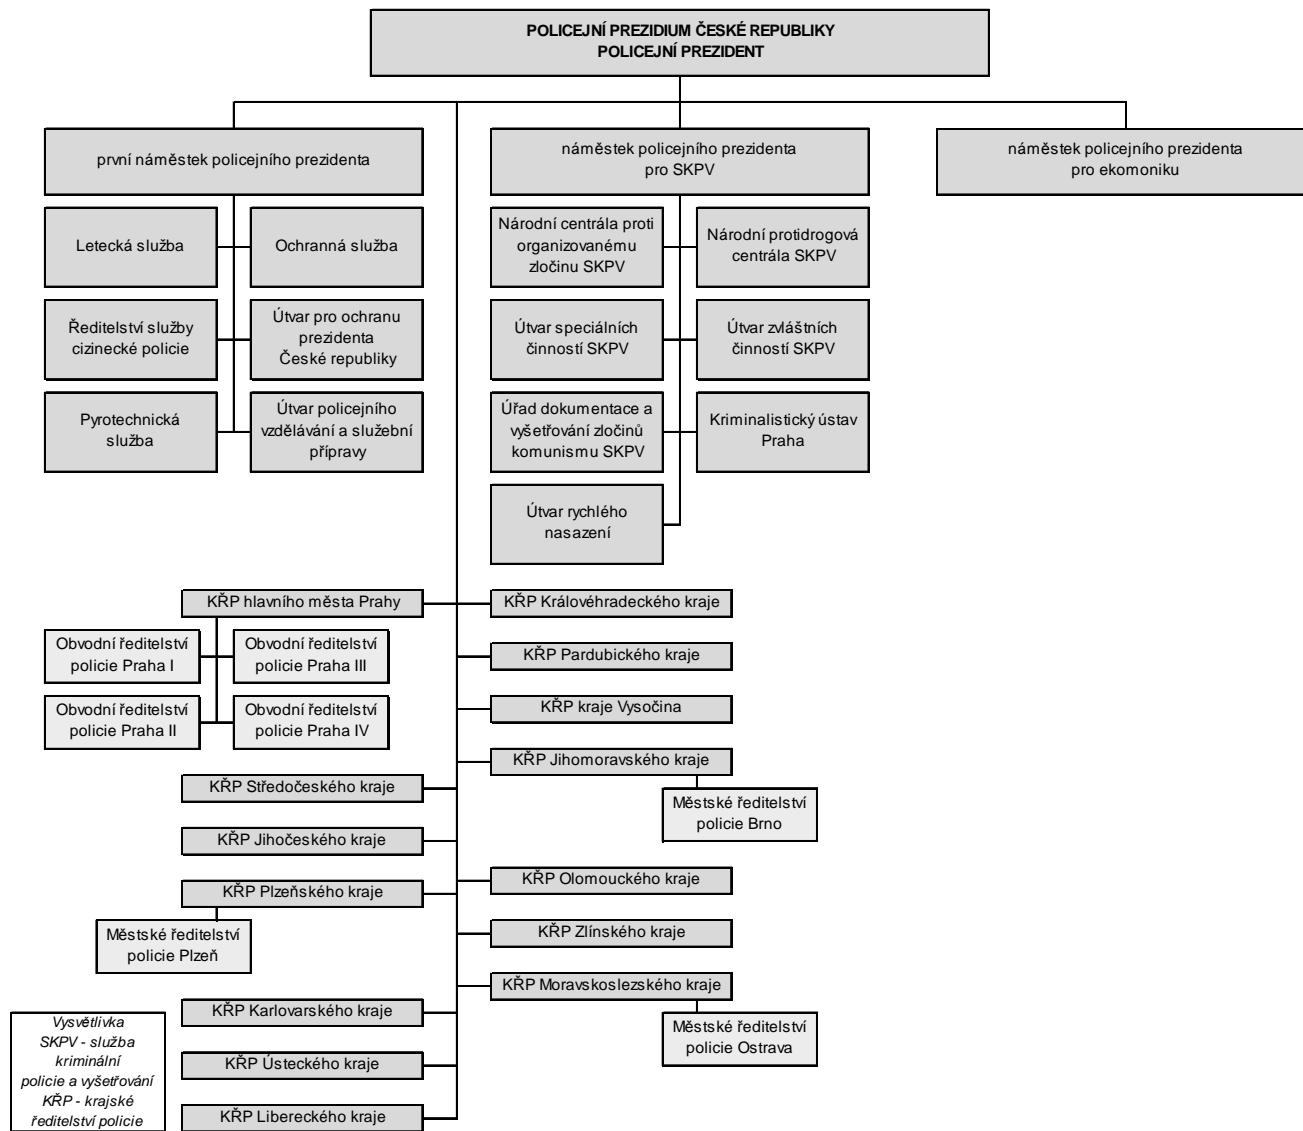 POLICEJNÍ PREZIDIUM ČESKÉ REPUBLIKY
POLICEJNÍ PREZIDENT
první náměstek policejního prezidenta
náměstek policejního prezidenta
pro SKPV
náměstek policejního prezidenta
pro ekomoniku
Letecká služba
Ochranná služba
Národní centrála proti
organizovanému
zločinu SKPV
Národní protidrogová
centrála SKPV
Ředitelství služby
cizinecké policie
Útvar pro ochranu
prezidenta
České republiky
Útvar speciálních
činností SKPV
Útvar zvláštních
činností SKPV
Pyrotechnická
služba
Útvar policejního
vzdělávání a služební
přípravy
Úřad dokumentace a
vyšetřování zločinů
komunismu SKPV
Kriminalistický ústav
Praha
Útvar rychlého
nasazení
KŘP hlavního města Prahy
KŘP Královéhradeckého kraje
Obvodní ředitelství
policie Praha I
Obvodní ředitelství
policie Praha III
KŘP Pardubického kraje
Obvodní ředitelství
policie Praha II
Obvodní ředitelství
policie Praha IV
KŘP kraje Vysočina
KŘP Jihomoravského kraje
KŘP Středočeského kraje
Městské ředitelství
policie Brno
KŘP Jihočeského kraje
KŘP Olomouckého kraje
KŘP Plzeňského kraje
Městské ředitelství
policie Plzeň
KŘP Zlínského kraje
KŘP Moravskoslezského kraje
KŘP Karlovarského kraje
Městské ředitelství
policie Ostrava
KŘP Ústeckého kraje
KŘP Libereckého kraje
Vysvětlivka
SKPV - služba
kriminální
policie a vyšetřování
KŘP - krajské
ředitelství policie